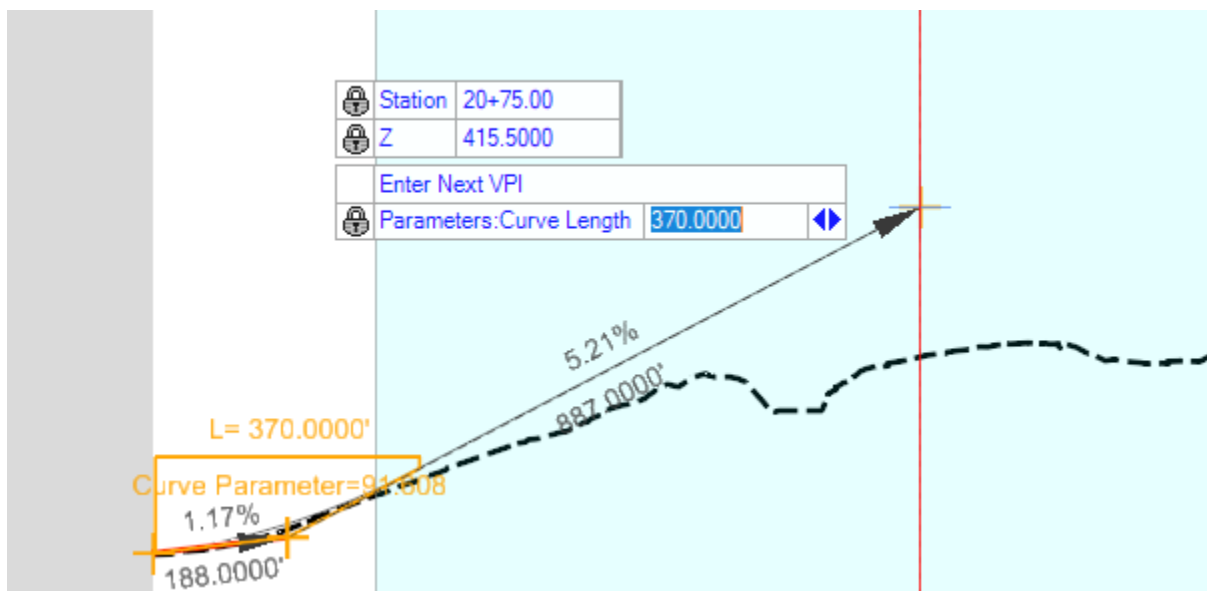 Station 20+75.00
Z 415.5000
Enter Next VPI
Parameters:Curve Length 370.0000
5.21%
887.0000'
L= 370.0000'
Curve Parameter=91.608
1.17%
188.0000'